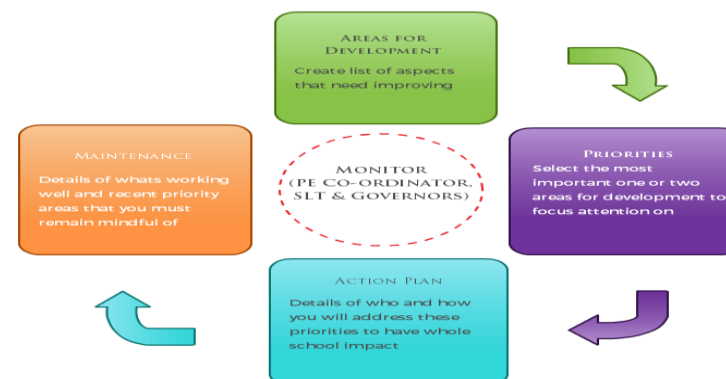 AREAS FOR
DEVELOPMENT
Create list of aspects
that need improving
MAINTENANCE
Details of whats working
well and recent priority
areas that you must
remain mindful of
MONITOR
(PE CO-ORDINATOR,
SLT & GOVERNORS)
PRIORITIES
Select the most
important one or two
areas for development to
focus attention on
ACTION PLAN
Details of who and how
you will address these
priorities to have whole
school impact